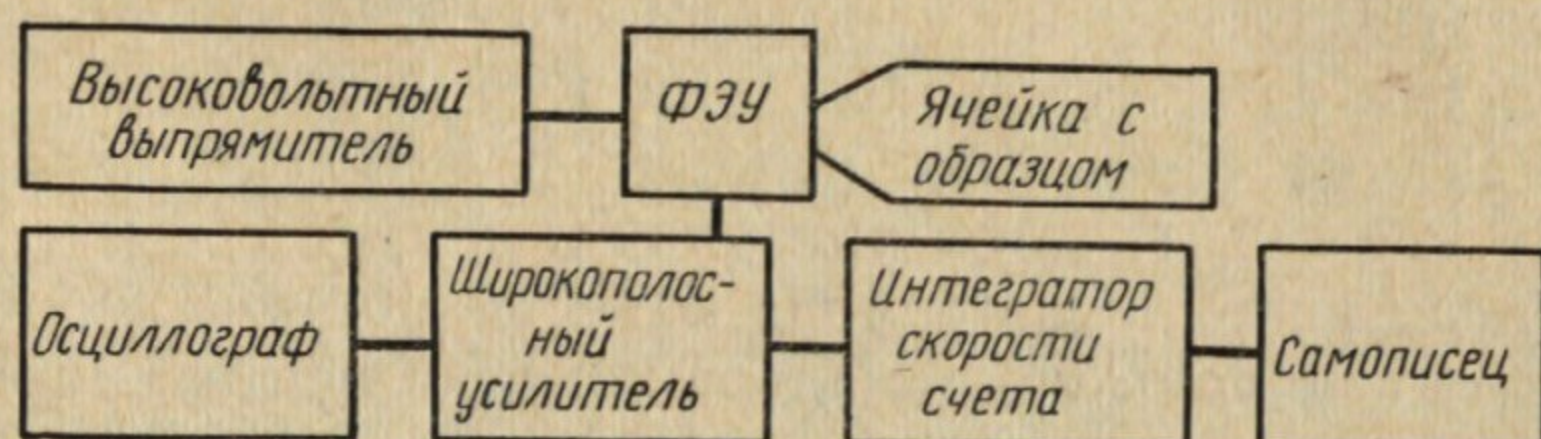 Высоковольтный
выпрямитель
ФЭУ
Ячейка с
образцом
Осциллограф
Широкополос-
ный
усилитель
Интегратор
скорости
счета
Самописец